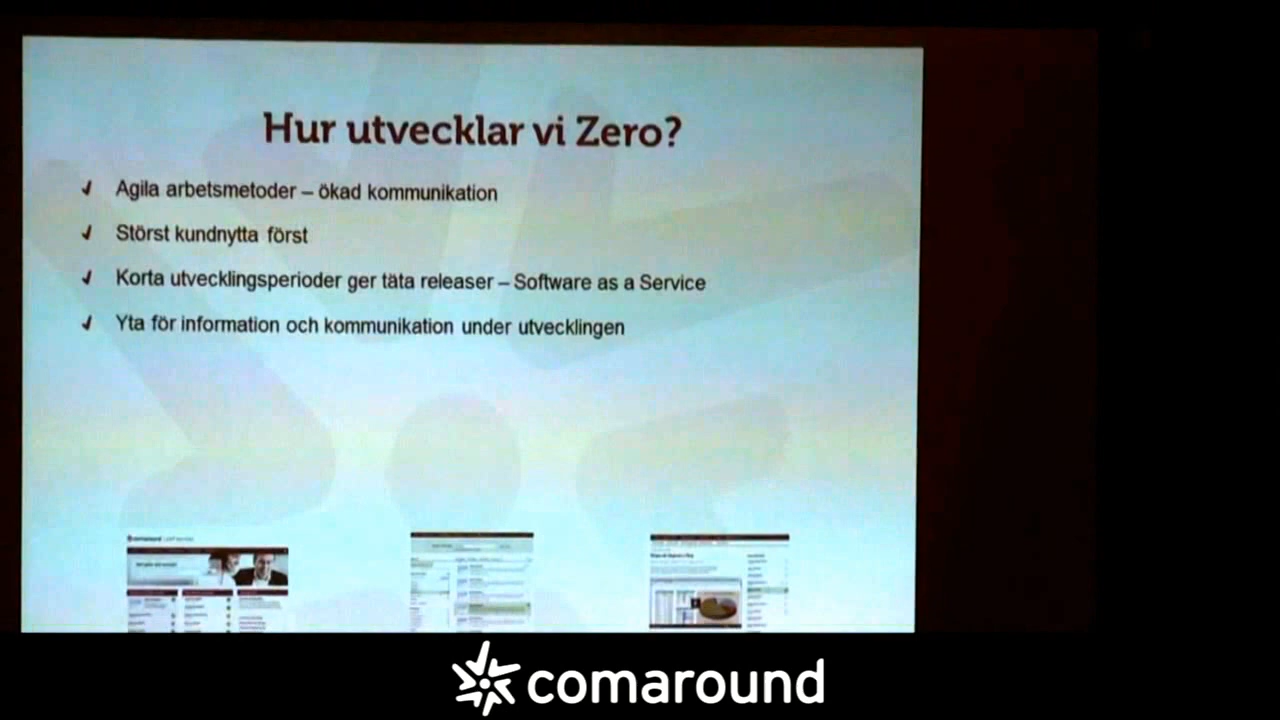 Hur utvecklar vi Zero?
Agila arbetsmetoder – ökad kommunikation
Störst kundnytta först
Korta utvecklingsperioder ger täta releaser – Software as a Service
Yta för information och kommunikation under utvecklingen
comaround
comaround